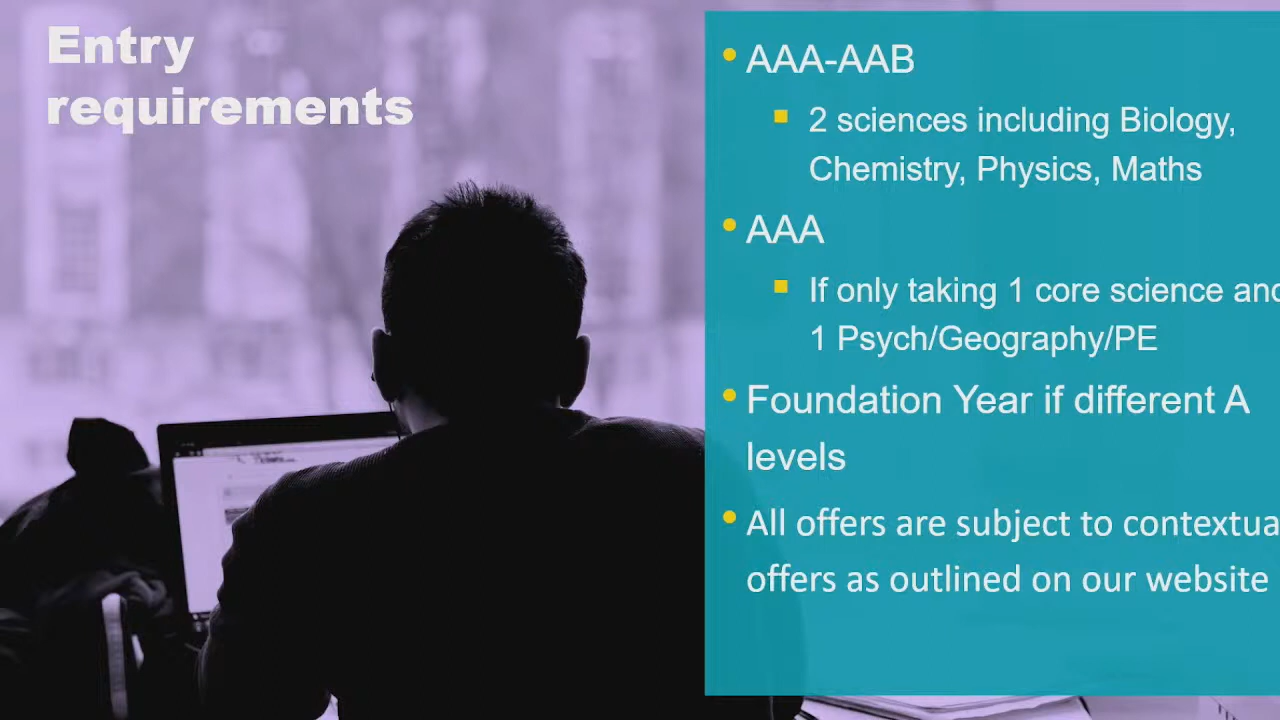 Entry
requirements
AAA-AAB
2 sciences including Biology,
Chemistry, Physics, Maths
AAA
If only taking 1 core science
1 Psych/Geography/PE
Foundation Year if different A
levels
All offers are subject to
offers as outlined on our website